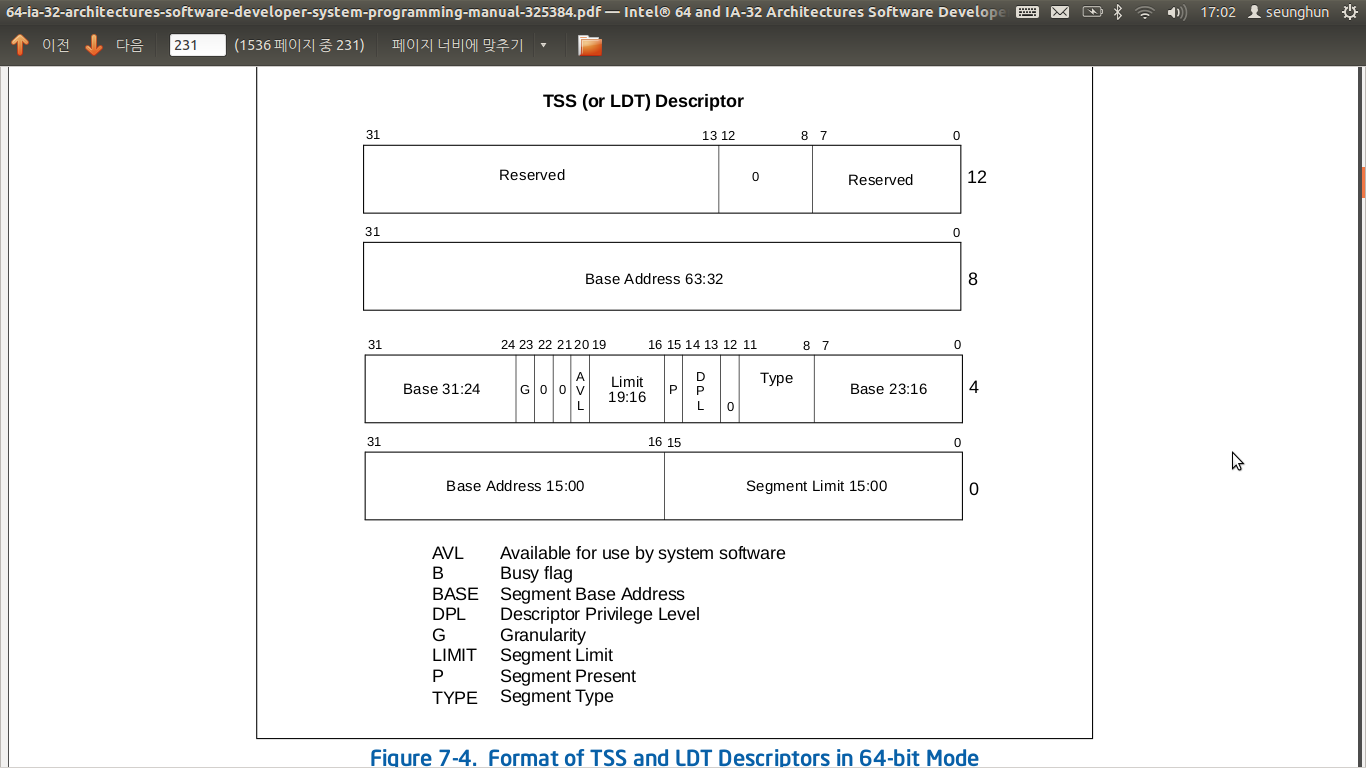 64-ia-32-architectures-software-developer-system-programming-manual-325384.pdf — Intel® 64 and IA-32 Architectures Software Develope 17:02 seunghun
이전 다음 231 (1536 페이지 중 231) 페이지 너비에 맞추기
TSS (or LDT) Descriptor
31 13 12 8 7 0
Reserved 0 Reserved 12
31 0
Base Address 63:32 8
31 24 23 22 21 20 19 16 15 14 13 12 11 8 7 0
Base 31:24 G 0 0 AVL Limit 19:16 P DPL 0 Type Base 23:16 4
31 16 15 0
Base Address 15:00 Segment Limit 15:00 0
AVL Available for use by system software
B Busy flag
BASE Segment Base Address
DPL Descriptor Privilege Level
G Granularity
LIMIT Segment Limit
P Segment Present
TYPE Segment Type
Figure 7-4. Format of TSS and LDT Descriptors in 64-bit Mode